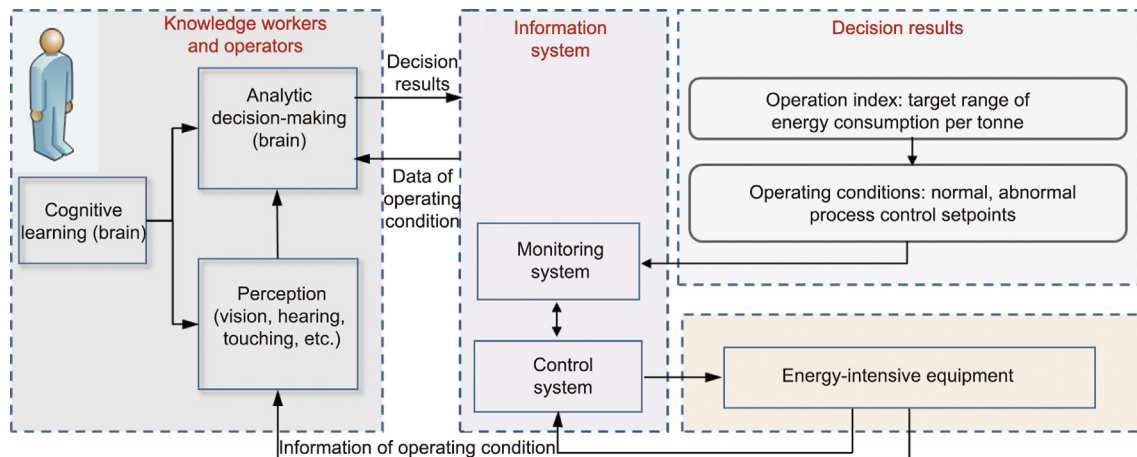 Knowledge workers
and operators
Analytic
decision-making
(brain)
Cognitive
learning (brain)
Perception
(vision, hearing,
touching, etc.)
Decision
results
Data of
operating
condition
Information
system
Monitoring
system
Control
system
Decision results
Operation index: target range of
energy consumption per tonne
Operating conditions: normal, abnormal
process control setpoints
Energy-intensive equipment
Information of operating condition